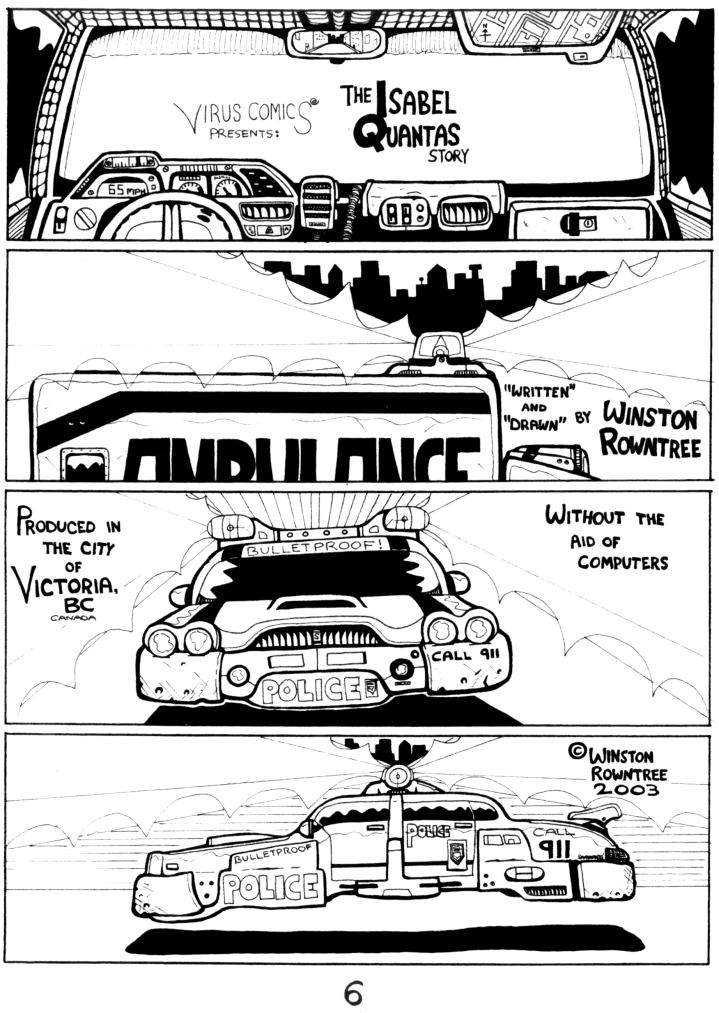 VIRUS COMICS
PRESENTS:
THE ISABEL
QUANTAS
STORY
65 MPH
AMBULANCE
"WRITTEN"
AND
"DRAWN" BY WINSTON
ROWNTREE
PRODUCED IN
THE CITY
OF
VICTORIA,
BC
CANADA
WITHOUT THE
AID OF
COMPUTERS
BULLETPROOF!
CALL 911
POLICE
© WINSTON
ROWNTREE
2003
POLICE
CALL
911
BULLETPROOF
POLICE
6